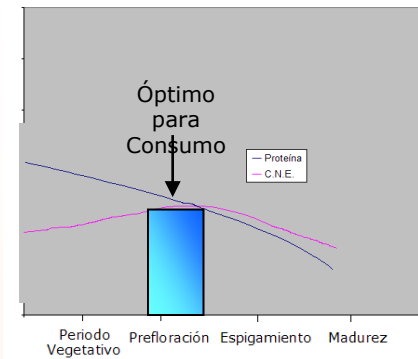 Óptimo
para
Consumo
Proteína
C.N.E.
Periodo
Vegetativo
Prefloración
Espigamiento
Madurez